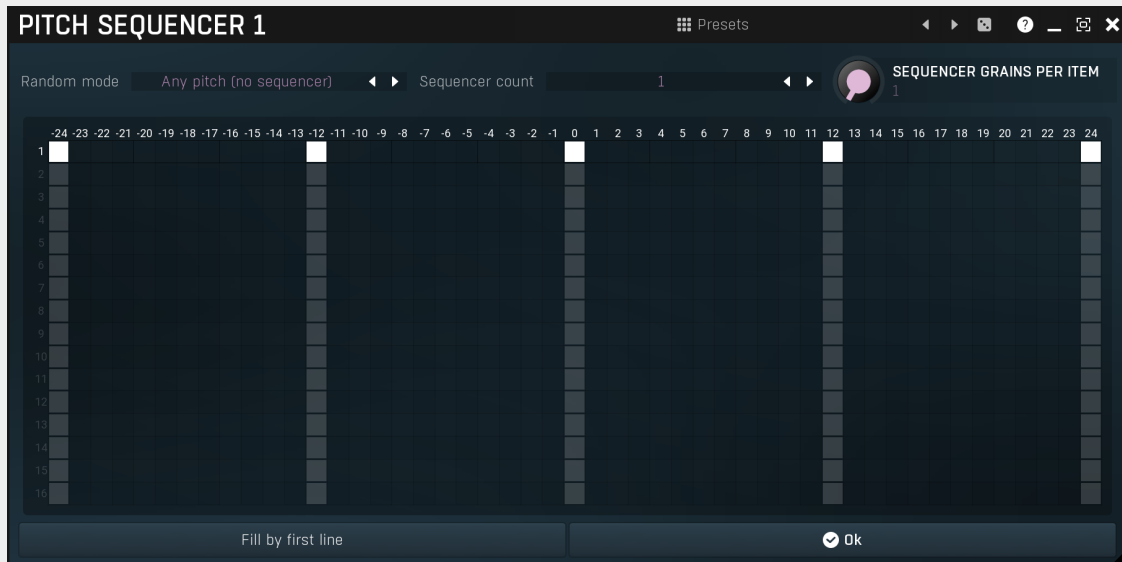 PITCH SEQUENCER 1
Presets
?
Random mode
Any pitch (no sequencer)
Sequencer count
1
SEQUENCER GRAINS PER ITEM
1
-24 -23 -22 -21 -20 -19 -18 -17 -16 -15 -14 -13 -12 -11 -10 -9 -8 -7 -6 -5 -4 -3 -2 -1 0 1 2 3 4 5 6 7 8 9 10 11 12 13 14 15 16 17 18 19 20 21 22 23 24
1
2
3
4
5
6
7
8
9
10
11
12
13
14
15
16
Fill by first line
Ok